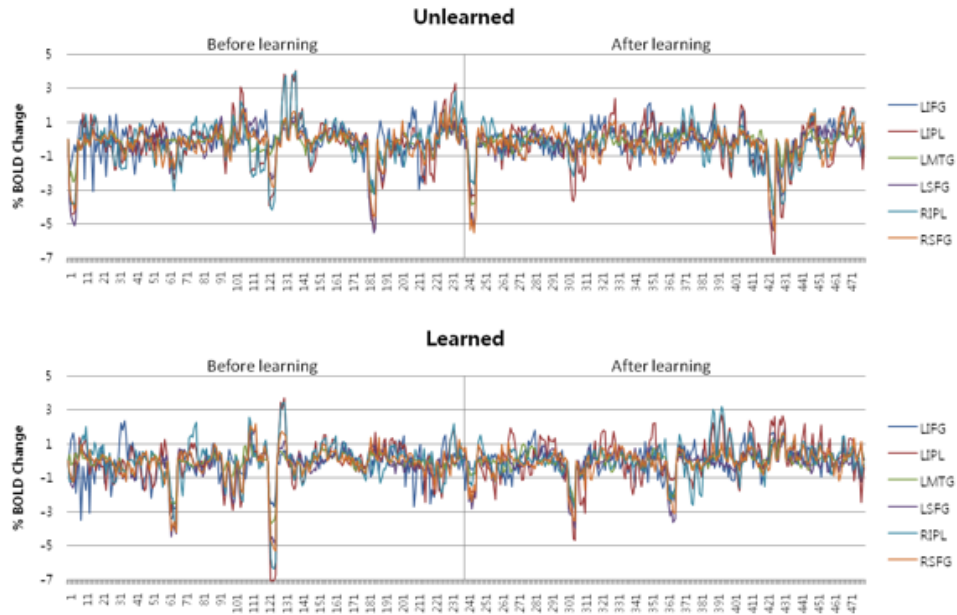 Unlearned
Before learning After learning
% BOLD Change
5
3
1
-1
-3
-5
-7
1 11 21 31 41 51 61 71 81 91 101 111 121 131 141 151 161 171 181 191 201 211 221 231 241 251 261 271 281 291 301 311 321 331 341 351 361 371 381 391 401 411 421 431 441 451 461 471
LIFG
LIPL
LMTG
LSFG
RIPL
RSFG
Learned
Before learning After learning
% BOLD Change
5
3
1
-1
-3
-5
-7
1 11 21 31 41 51 61 71 81 91 101 111 121 131 141 151 161 171 181 191 201 211 221 231 241 251 261 271 281 291 301 311 321 331 341 351 361 371 381 391 401 411 421 431 441 451 461 471
LIFG
LIPL
LMTG
LSFG
RIPL
RSFG